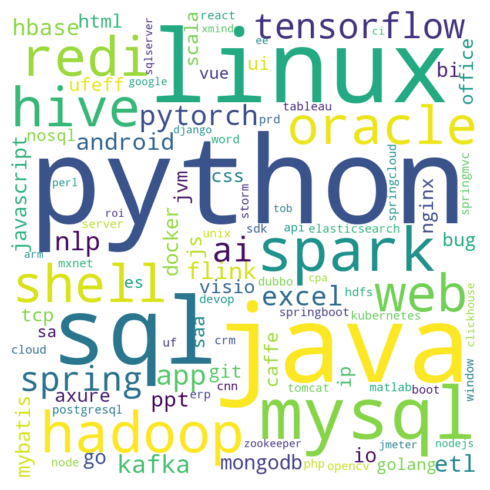 hbase
html
react
xmind
sqlserver
scala
ee
ci
tensorflow
office
redi
linux
ufeff
google
vue
ui
bi
hive
nosql
pytorch
tableau
prd
oracle
android
django
word
javascript
python
css
jvm
springcloud
nginx
springmvc
perl
roi
storm
sdk
tob
api
elasticsearch
nlp
server
unix
docker
js
ai
spark
bug
arm
mxnet
shell
es
flink
dubbo
cpa
web
tcp
visio
excel
hdfs
devop
springboot
kubernetes
clickhouse
sa
sql
saa
java
cloud
uf
crm
spring
app
git
caffe
ip
cnn
tomcat
matlab
boot
window
axure
ppt
erp
mybatis
postgresql
hadoop
mysql
zookeeper
jmeter
nodejs
node
go
kafka
mongodb
php
opencv
io
golang
etl